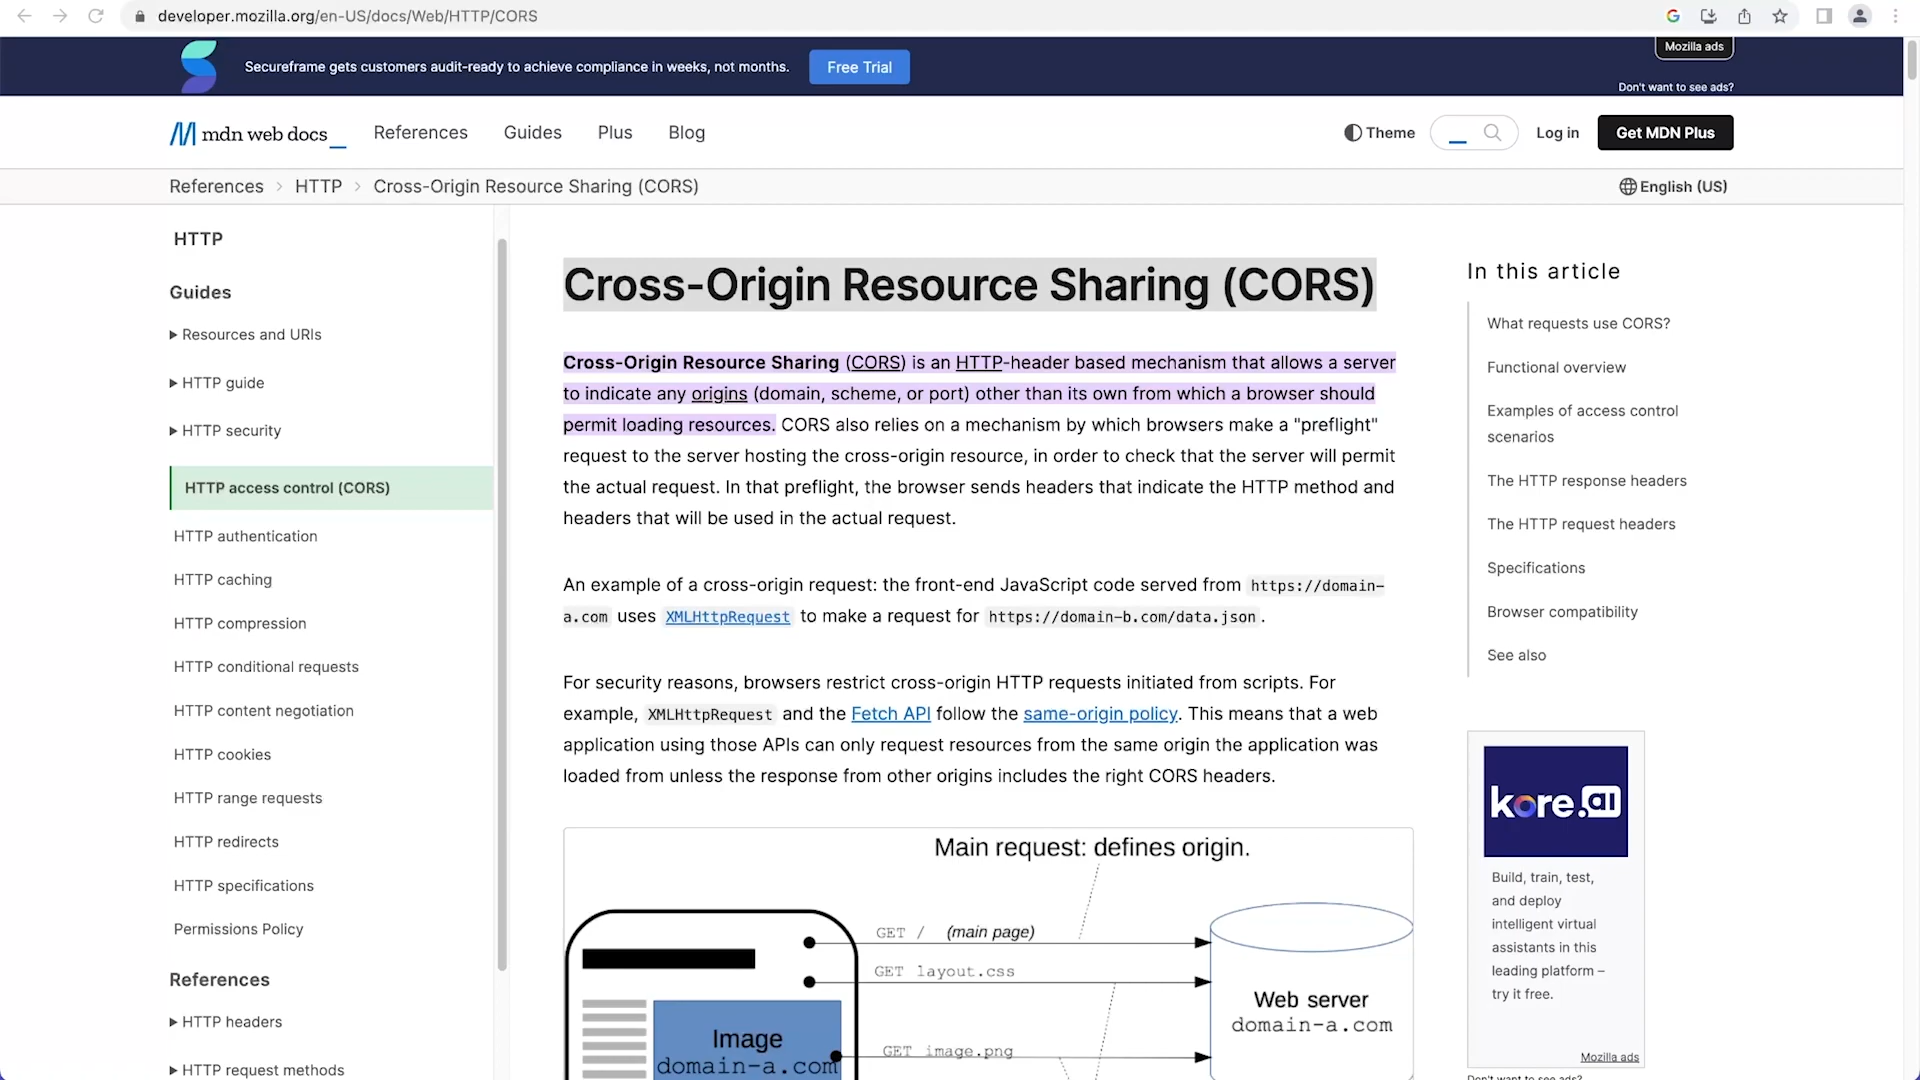 developer.mozilla.org/en-US/docs/Web/HTTP/CORS
Secureframe gets customers audit-ready to achieve compliance in weeks, not months.
Free Trial
Mozilla ads
Don't want to see ads?
mdn web docs_
References
Guides
Plus
Blog
Theme
Log in
Get MDN Plus
References > HTTP > Cross-Origin Resource Sharing (CORS)
English (US)
HTTP
Guides
Resources and URIs
HTTP guide
HTTP security
HTTP access control (CORS)
HTTP authentication
HTTP caching
HTTP compression
HTTP conditional requests
HTTP content negotiation
HTTP cookies
HTTP range requests
HTTP redirects
HTTP specifications
Permissions Policy
References
HTTP headers
HTTP request methods
Cross-Origin Resource Sharing (CORS)
Cross-Origin Resource Sharing (CORS) is an HTTP-header based mechanism that allows a server
to indicate any origins (domain, scheme, or port) other than its own from which a browser should
permit loading resources. CORS also relies on a mechanism by which browsers make a "preflight"
request to the server hosting the cross-origin resource, in order to check that the server will permit
the actual request. In that preflight, the browser sends headers that indicate the HTTP method and
headers that will be used in the actual request.
An example of a cross-origin request: the front-end JavaScript code served from https://domain-
a.com uses XMLHttpRequest to make a request for https://domain-b.com/data.json.
For security reasons, browsers restrict cross-origin HTTP requests initiated from scripts. For
example, XMLHttpRequest and the Fetch API follow the same-origin policy. This means that a web
application using those APIs can only request resources from the same origin the application was
loaded from unless the response from other origins includes the right CORS headers.
Main request: defines origin.
GET / (main page)
GET layout.css
GET image.png
Image
domain-a.com
Web server
domain-a.com
In this article
What requests use CORS?
Functional overview
Examples of access control
scenarios
The HTTP response headers
The HTTP request headers
Specifications
Browser compatibility
See also
kore.ai
Build, train, test,
and deploy
intelligent virtual
assistants in this
leading platform –
try it free.
Mozilla ads
Don't want to see ads?